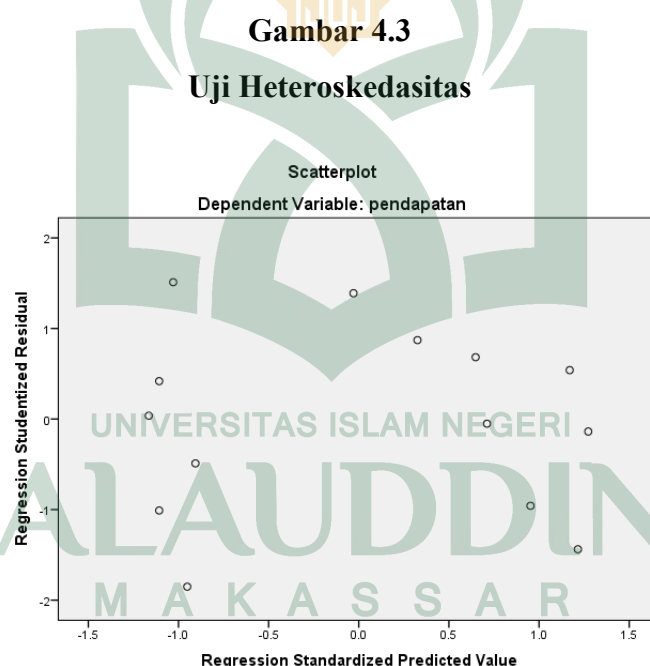 Gambar 4.3
Uji Heteroskedasitas
Scatterplot
Dependent Variable: pendapatan
Regression Studentized Residual
2
1
0
-1
-2
UNIVERSITAS ISLAM NEGERI
ALAUDDIN
MAKASSAR
-1.5 -1.0 -0.5 0.0 0.5 1.0 1.5
Regression Standardized Predicted Value